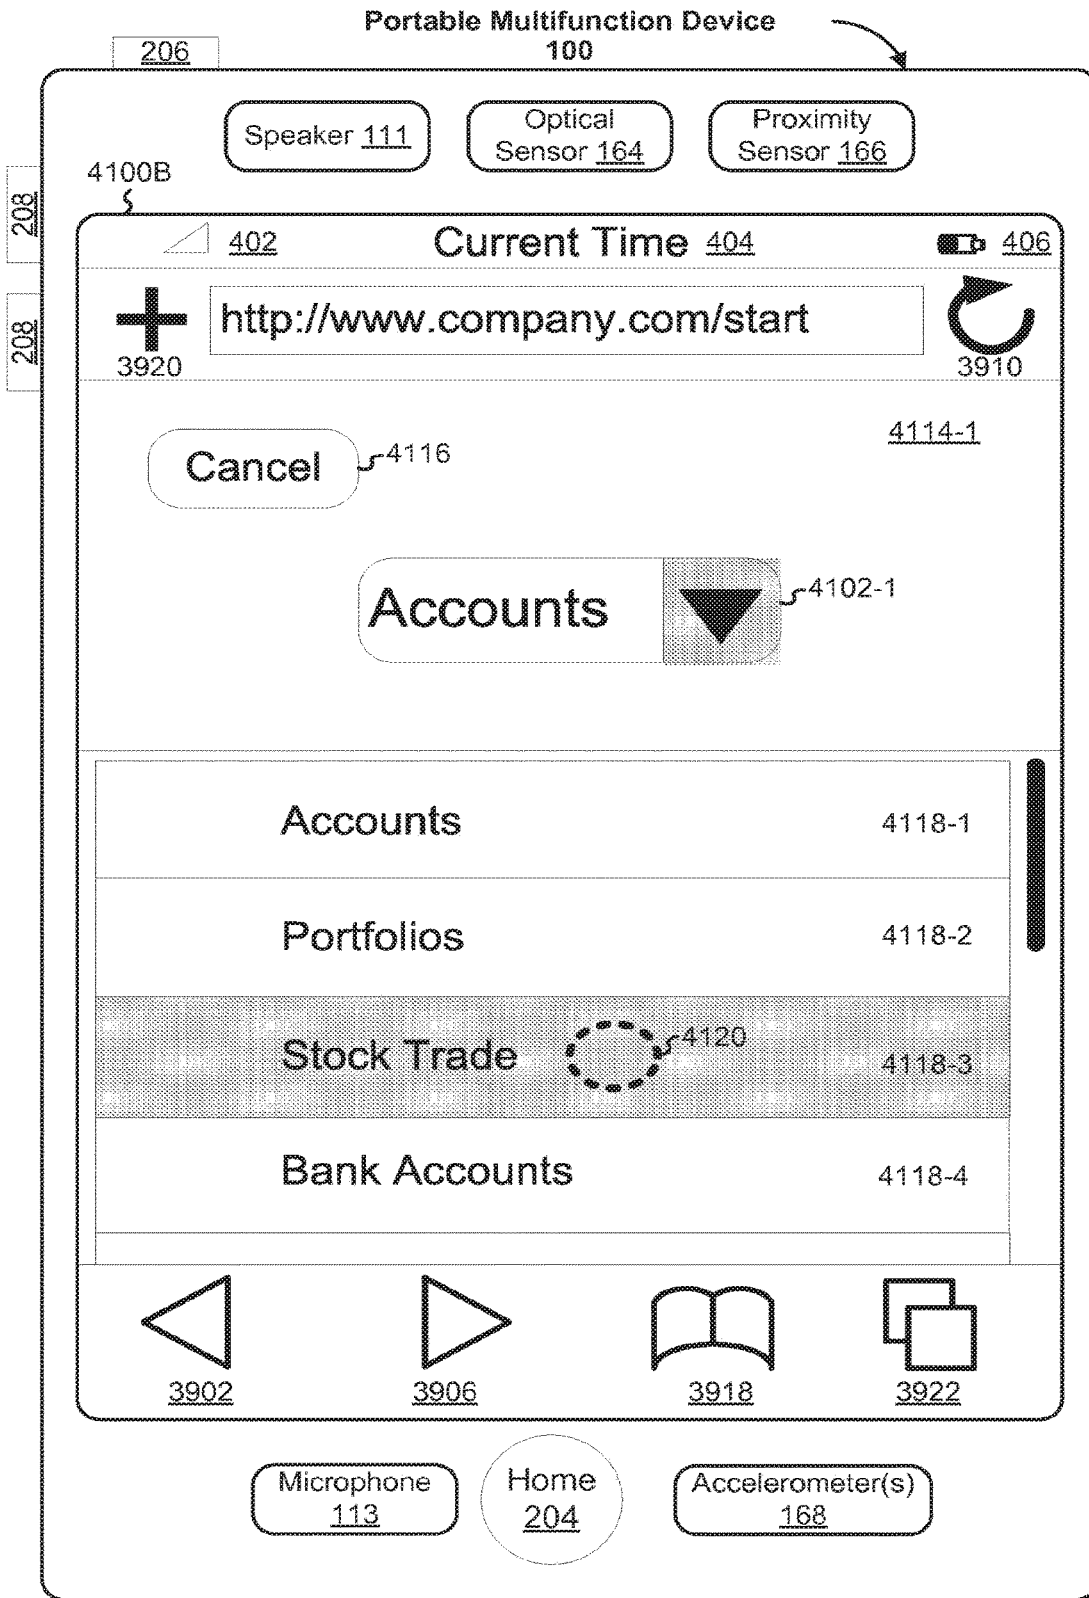 Portable Multifunction Device
100
206
Speaker 111
Optical
Sensor 164
Proximity
Sensor 166
4100B
208
208
402
Current Time 404
406
http://www.company.com/start
3920
3910
4114-1
Cancel
4116
Accounts
4102-1
Accounts
4118-1
Portfolios
4118-2
Stock Trade
4120
4118-3
Bank Accounts
4118-4
3902
3906
3918
3922
Microphone
113
Home
204
Accelerometer(s)
168